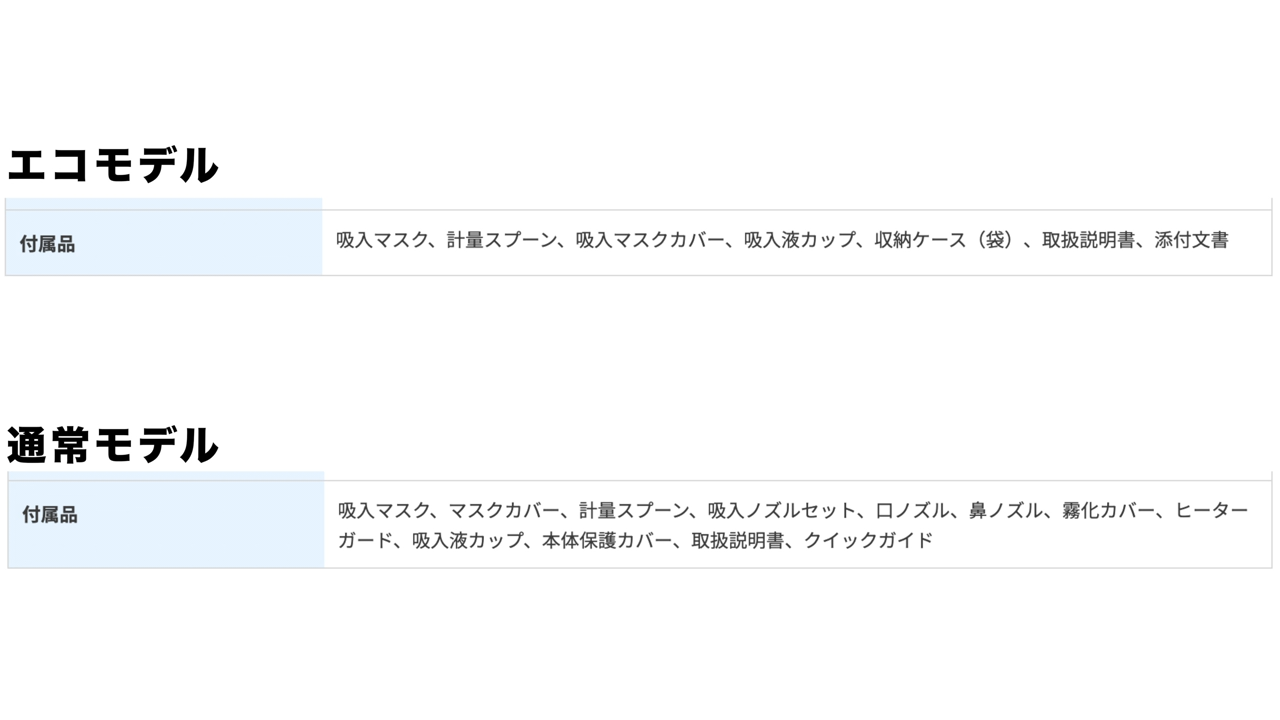 エコモデル
付属品
吸入マスク、計量スプーン、吸入マスクカバー、吸入液カップ、収納ケース（袋）、取扱説明書、添付文書
通常モデル
付属品
吸入マスク、マスクカバー、計量スプーン、吸入ノズルセット、口ノズル、鼻ノズル、霧化カバー、ヒーター
ガード、吸入液カップ、本体保護カバー、取扱説明書、クイックガイド